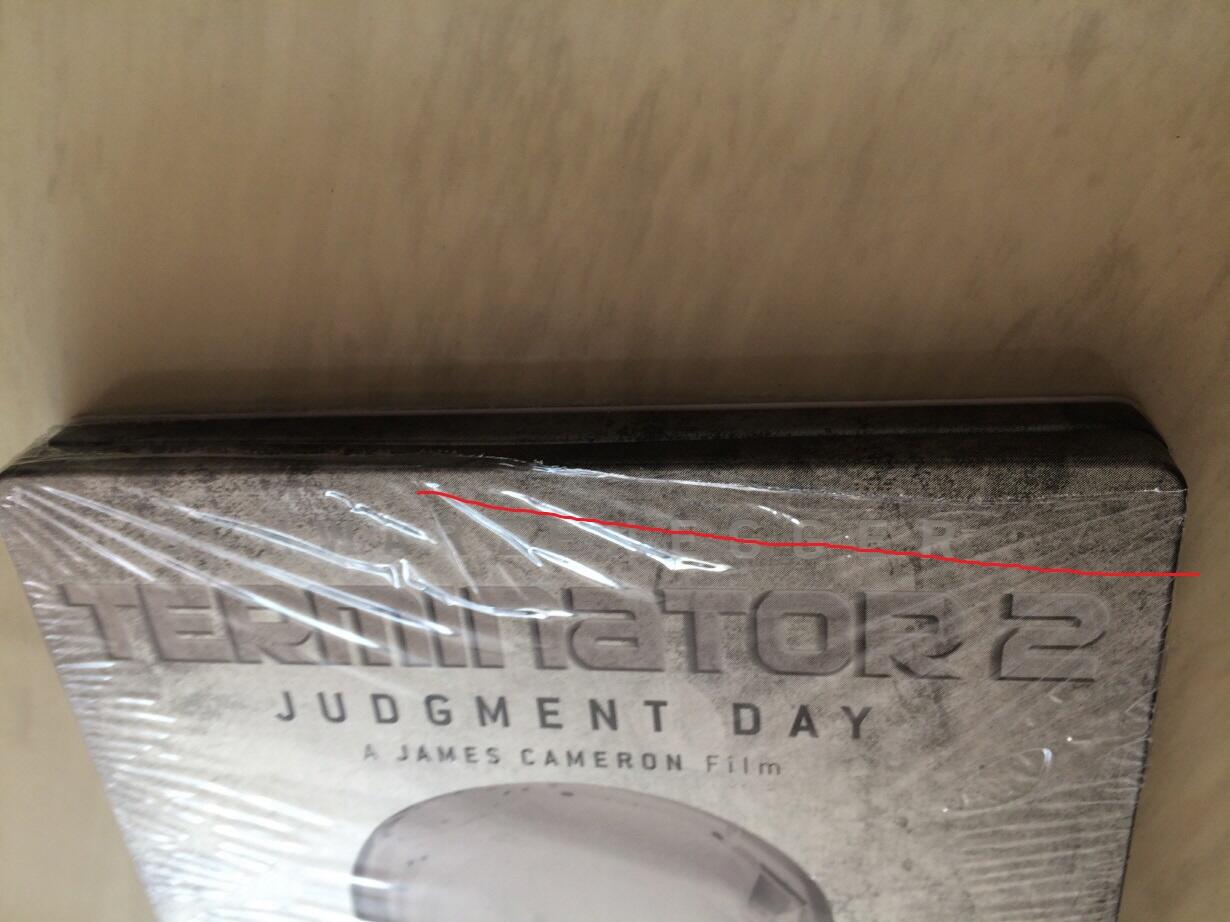 TERMINATOR 2
JUDGMENT DAY
A JAMES CAMERON Film